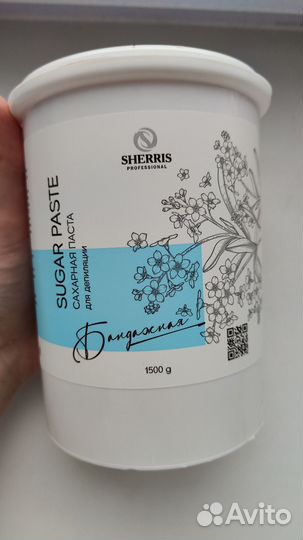 SHERRIS
PROFESSIONAL
SUGAR PASTE
САХАРНАЯ ПАСТА
для депиляции
Бандажная
1500 g
Avito